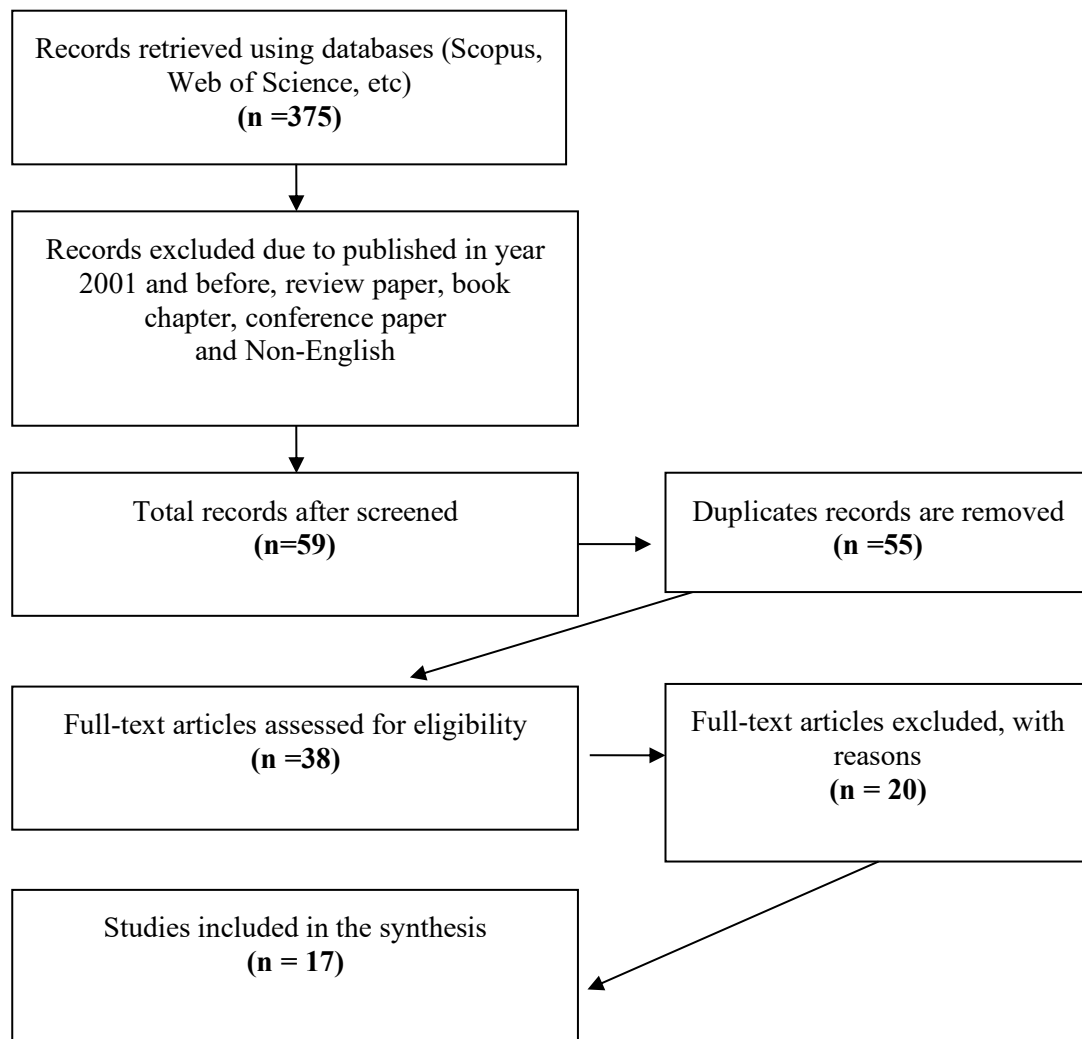 Records retrieved using databases (Scopus,
Web of Science, etc)
(n =375)
Records excluded due to published in year
2001 and before, review paper, book
chapter, conference paper
and Non-English
Total records after screened
(n=59)
Duplicates records are removed
(n =55)
Full-text articles assessed for eligibility
(n =38)
Full-text articles excluded, with
reasons
(n = 20)
Studies included in the synthesis
(n = 17)